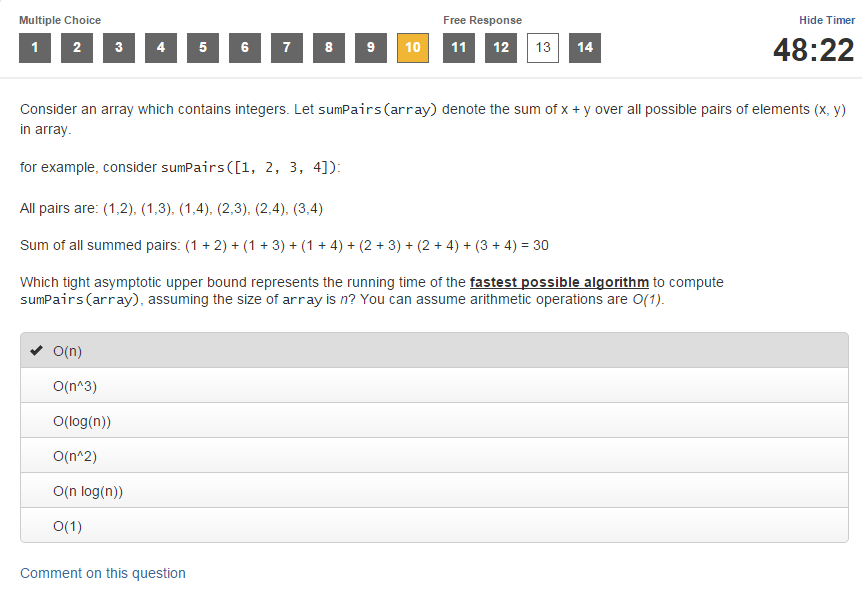 Multiple Choice
Free Response
Hide Timer
1 2 3 4 5 6 7 8 9 10 11 12 13 14
48:22
Consider an array which contains integers. Let sumPairs(array) denote the sum of x + y over all possible pairs of elements (x, y)
in array.
for example, consider sumPairs([1, 2, 3, 4]):
All pairs are: (1,2), (1,3), (1,4), (2,3), (2,4), (3,4)
Sum of all summed pairs: (1 + 2) + (1 + 3) + (1 + 4) + (2 + 3) + (2 + 4) + (3 + 4) = 30
Which tight asymptotic upper bound represents the running time of the fastest possible algorithm to compute
sumPairs(array), assuming the size of array is n? You can assume arithmetic operations are O(1).
✔ O(n)
O(n^3)
O(log(n))
O(n^2)
O(n log(n))
O(1)
Comment on this question